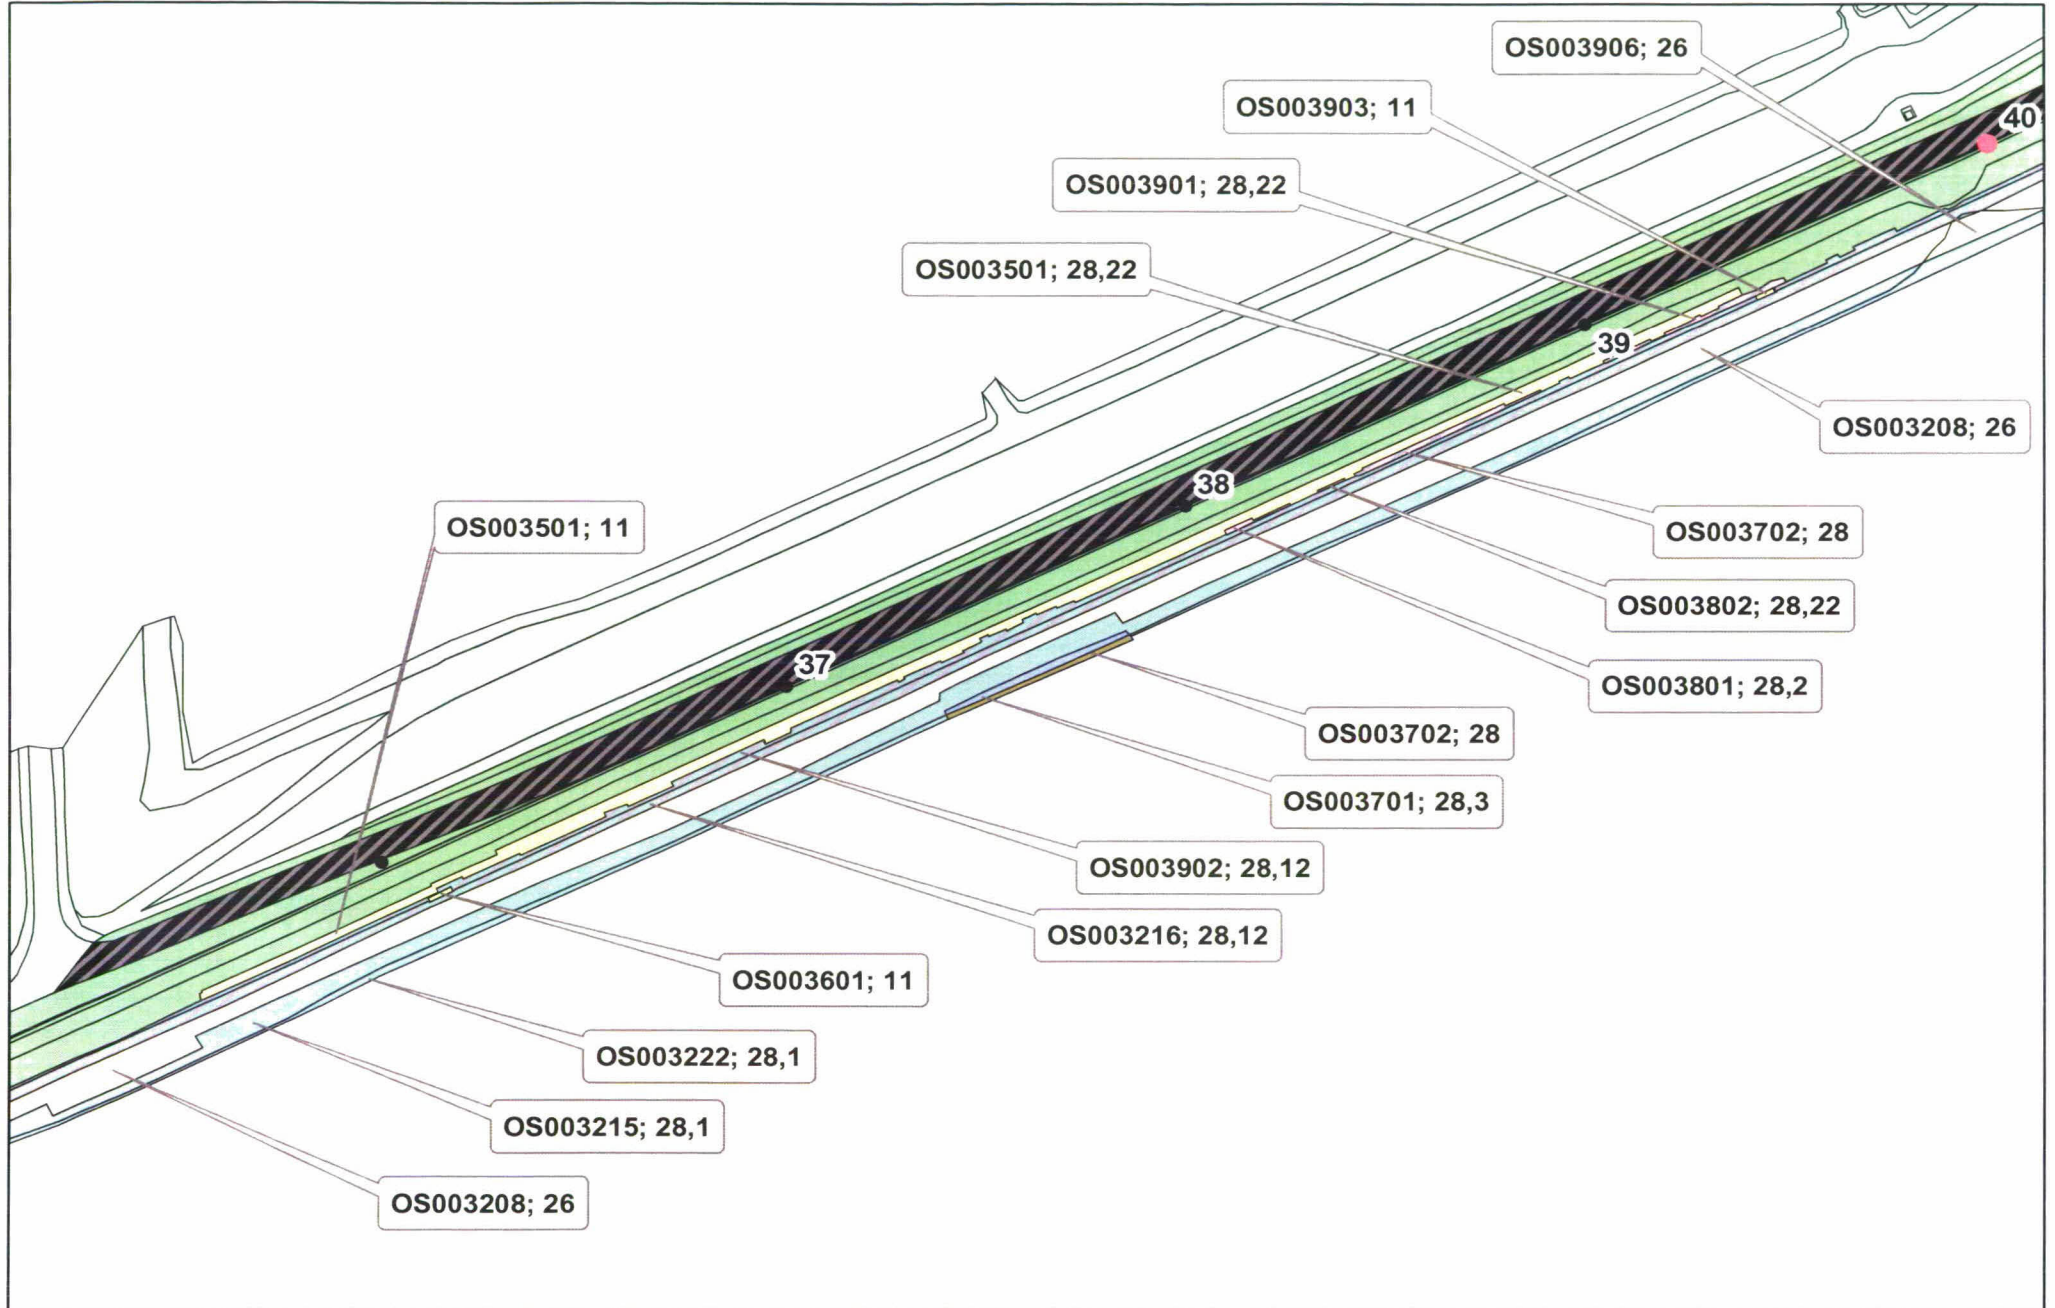 OS003906; 26
OS003903; 11
40
OS003901; 28,22
OS003501; 28,22
39
OS003208; 26
38
OS003501; 11
OS003702; 28
OS003802; 28,22
37
OS003801; 28,2
OS003702; 28
OS003701; 28,3
OS003902; 28,12
OS003216; 28,12
OS003601; 11
OS003222; 28,1
OS003215; 28,1
OS003208; 26